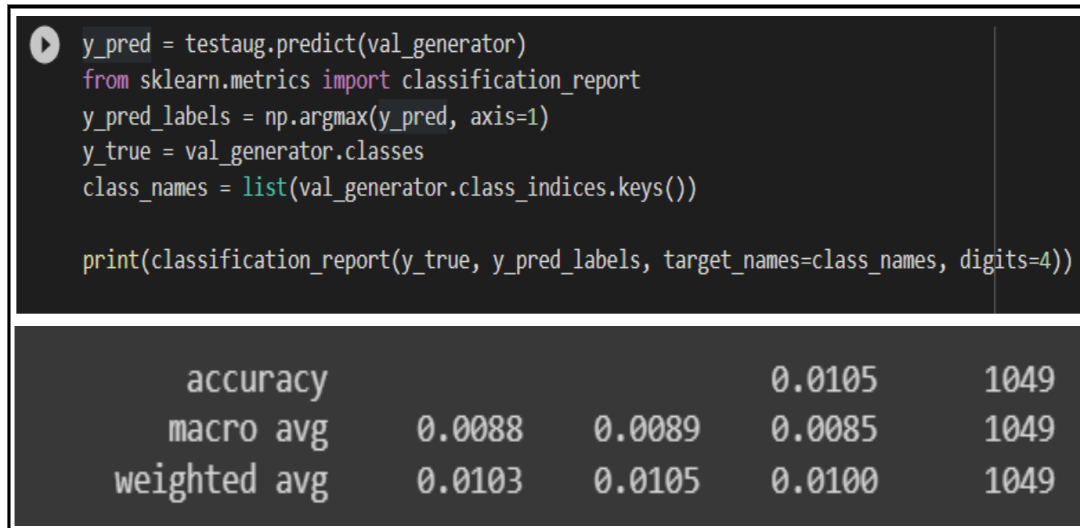 y_pred = testaug.predict(val_generator)
from sklearn.metrics import classification_report
y_pred_labels = np.argmax(y_pred, axis=1)
y_true = val_generator.classes
class_names = list(val_generator.class_indices.keys())
print(classification_report(y_true, y_pred_labels, target_names=class_names, digits=4))
accuracy 0.0105 1049
macro avg 0.0088 0.0089 0.0085 1049
weighted avg 0.0103 0.0105 0.0100 1049